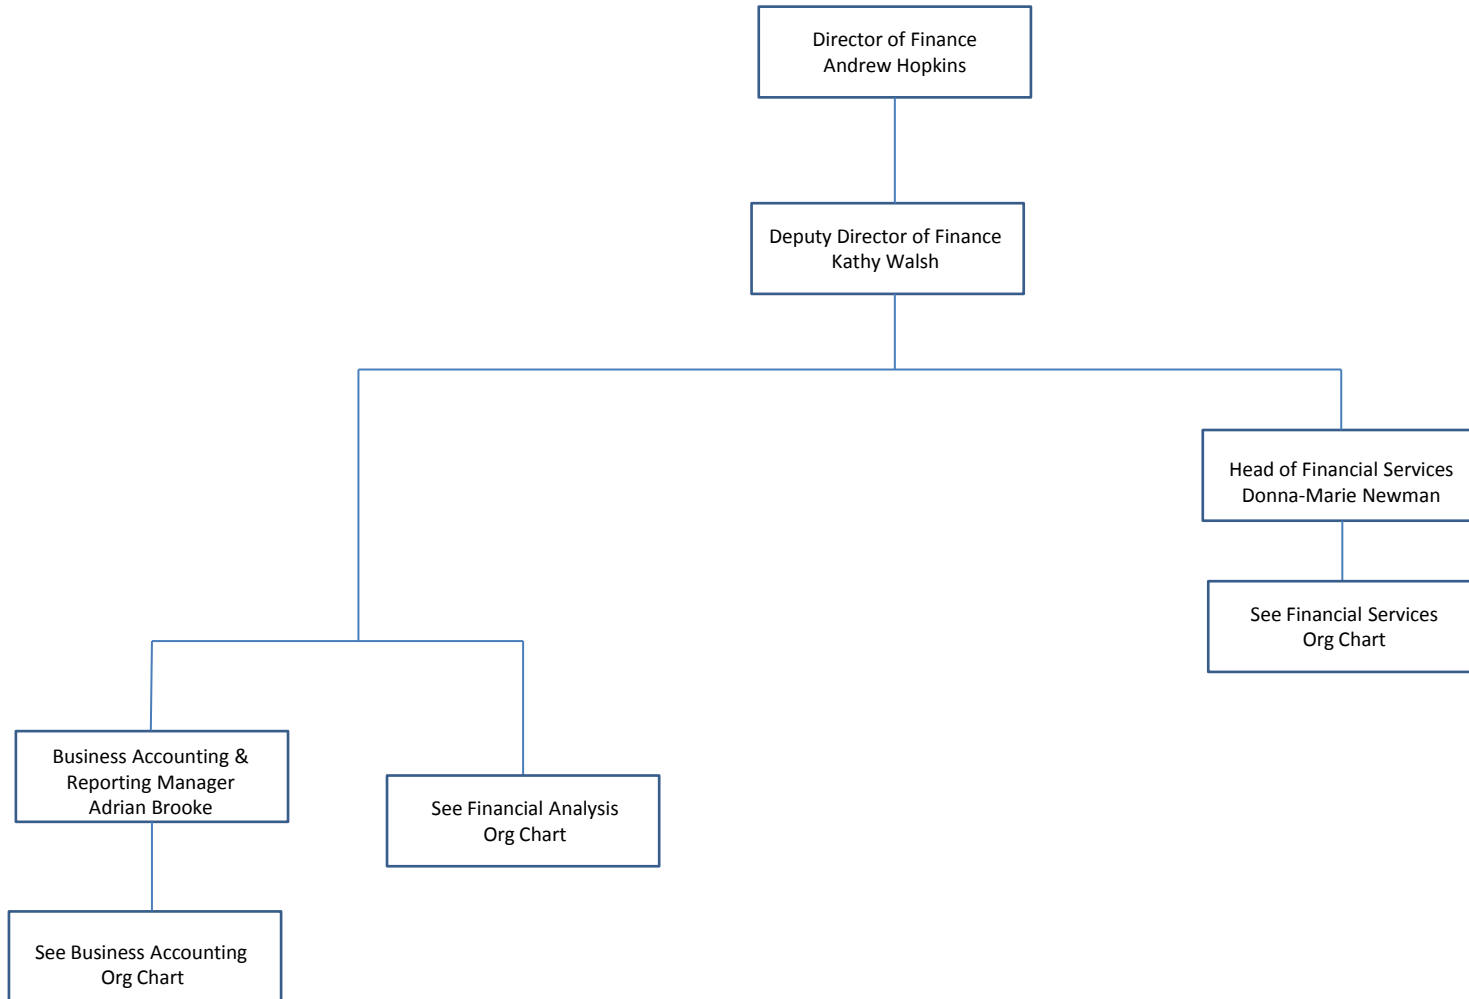 Director of Finance
Andrew Hopkins
Deputy Director of Finance
Kathy Walsh
Head of Financial Services
Donna-Marie Newman
See Financial Services
Org Chart
Business Accounting &
Reporting Manager
Adrian Brooke
See Financial Analysis
Org Chart
See Business Accounting
Org Chart